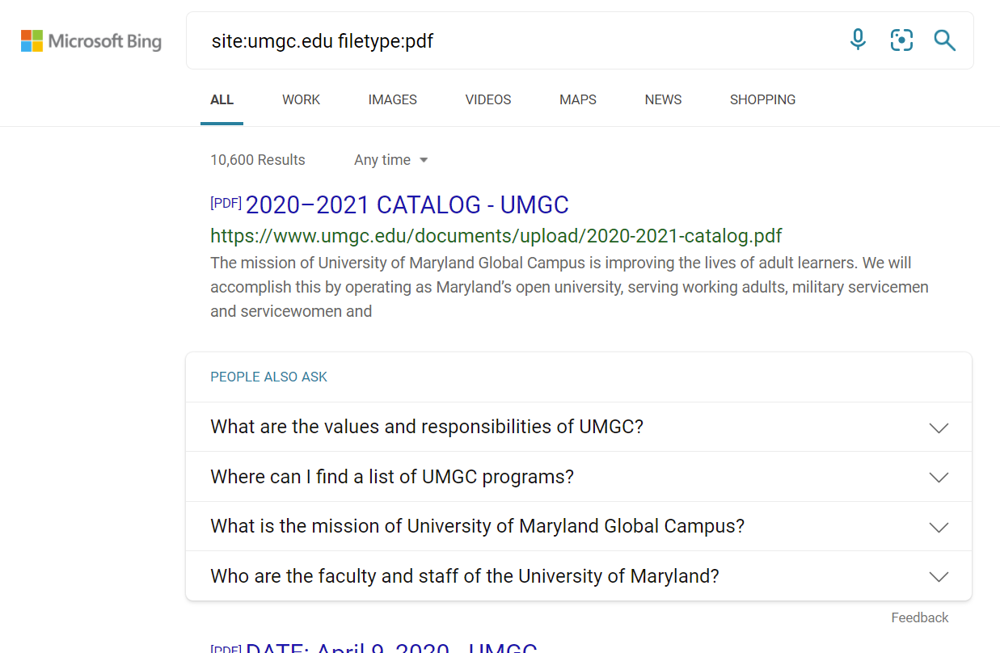 Microsoft Bing
site:umgc.edu filetype:pdf
ALL WORK IMAGES VIDEOS MAPS NEWS SHOPPING
10,600 Results Any time
[PDF] 2020–2021 CATALOG - UMGC
https://www.umgc.edu/documents/upload/2020-2021-catalog.pdf
The mission of University of Maryland Global Campus is improving the lives of adult learners. We will
accomplish this by operating as Maryland’s open university, serving working adults, military servicemen
and servicewomen and
PEOPLE ALSO ASK
What are the values and responsibilities of UMGC?
Where can I find a list of UMGC programs?
What is the mission of University of Maryland Global Campus?
Who are the faculty and staff of the University of Maryland?
Feedback
[PDF] DATE: April 9, 2020 - UMGC